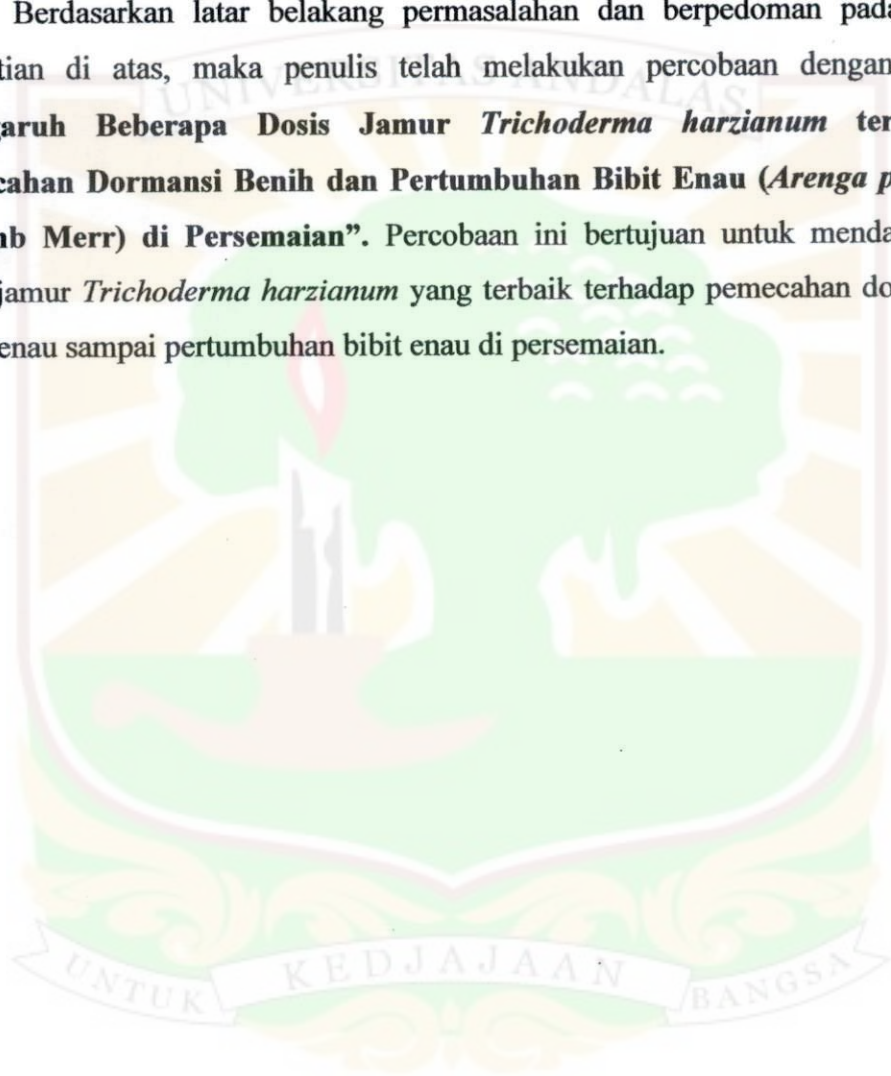 Berdasarkan latar belakang permasalahan dan berpedoman pada
tian di atas, maka penulis telah melakukan percobaan dengan
UNIVERSITAS ANDALAS
garuh Beberapa Dosis Jamur Trichoderma harzianum ter
cahan Dormansi Benih dan Pertumbuhan Bibit Enau (Arenga p
nb Merr) di Persemaian”. Percobaan ini bertujuan untuk menda
jamur Trichoderma harzianum yang terbaik terhadap pemecahan do
enau sampai pertumbuhan bibit enau di persemaian.
UNTUK KEDJAJAAN BANGSA